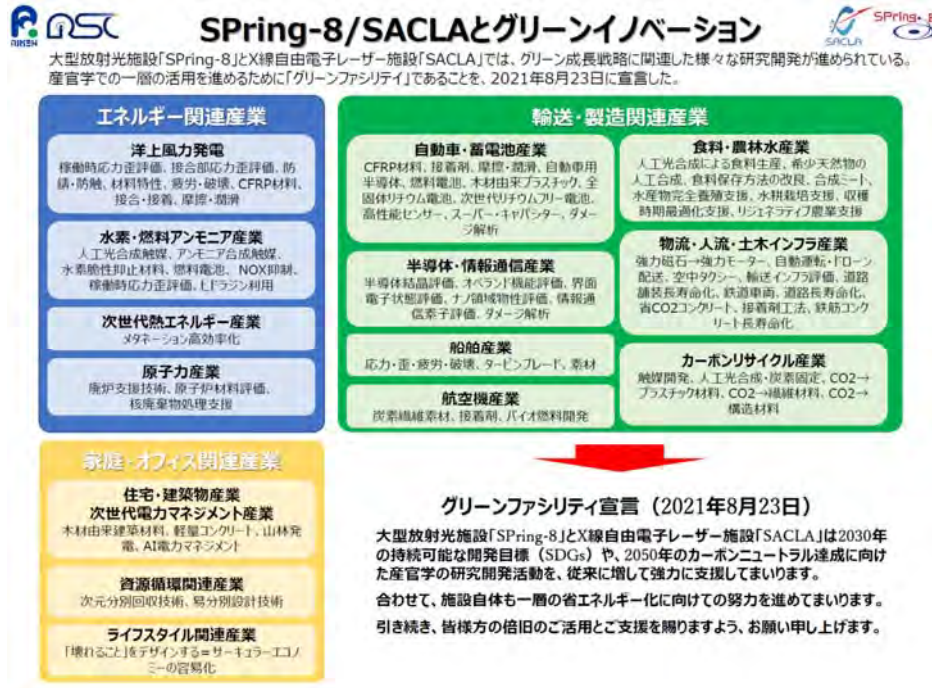 RIKEN
QSC
SPring-8/SACLAとグリーンイノベーション
SACLA
SPring-8
大型放射光施設「SPring-8」とX線自由電子レーザー施設「SACLA」では、グリーン成長戦略に関連した様々な研究開発が進められている。
産官学での一層の活用を進めるために「グリーンファシリティ」であることを、2021年8月23日に宣言した。
エネルギー関連産業
洋上風力発電
稼働時応力歪評価、接合部応力歪評価、防
錆・防触、材料特性、疲労・破壊、CFRP材料、
接合・接着、摩擦・潤滑
水素・燃料アンモニア産業
人工光合成触媒、アンモニア合成触媒、
水素脆性抑止材料、燃料電池、NOX抑制、
稼働時応力歪評価、ヒドラジン利用
次世代熱エネルギー産業
メタネーション高効率化
原子力産業
廃炉支援技術、原子炉材料評価、
核廃棄物処理支援
輸送・製造関連産業
自動車・蓄電池産業
CFRP材料、接着剤、摩擦・潤滑、自動車用
半導体、燃料電池、木材由来プラスチック、全
固体リチウム電池、次世代リチウムフリー電池、
高性能センサー、スーパー・キャパシター、ダメー
ジ解析
半導体・情報通信産業
半導体結晶評価、オペランド機能評価、界面
電子状態評価、ナノ領域物性評価、情報通
信素子評価、ダメージ解析
船舶産業
応力・歪・疲労・破壊、タービンブレード、素材
航空機産業
炭素繊維素材、接着剤、バイオ燃料開発
食料・農林水産業
人工光合成による食料生産、希少天然物の
人工合成、食料保存方法の改良、合成ミート、
水産物完全養殖支援、水耕栽培支援、収穫
時期最適化支援、リジェネラティブ農業支援
物流・人流・土木インフラ産業
強力磁石→強力モーター、自動運転・ドローン
配送、空中タクシー、輸送インフラ評価、道路
舗装長寿命化、鉄道車両、道路長寿命化、
省CO2コンクリート、接着剤工法、鉄筋コンク
リート長寿命化
カーボンリサイクル産業
触媒開発、人工光合成・炭素固定、CO2→
プラスチック材料、CO2→繊維材料、CO2→
構造材料
家庭・オフィス関連産業
住宅・建築物産業
次世代電力マネジメント産業
木材由来建築材料、軽量コンクリート、山林発
電、AI電力マネジメント
資源循環関連産業
次元分別回収技術、易分別設計技術
ライフスタイル関連産業
「壊れること」をデザインする＝サーキュラーエコノ
ミーの容易化
グリーンファシリティ宣言（2021年8月23日）
大型放射光施設「SPring-8」とX線自由電子レーザー施設「SACLA」は2030年
の持続可能な開発目標（SDGs）や、2050年のカーボンニュートラル達成に向け
た産官学の研究開発活動を、従来に増して強力に支援してまいります。
合わせて、施設自体も一層の省エネルギー化に向けての努力を進めてまいります。
引き続き、皆様方の倍旧のご活用とご支援を賜りますよう、お願い申し上げます。